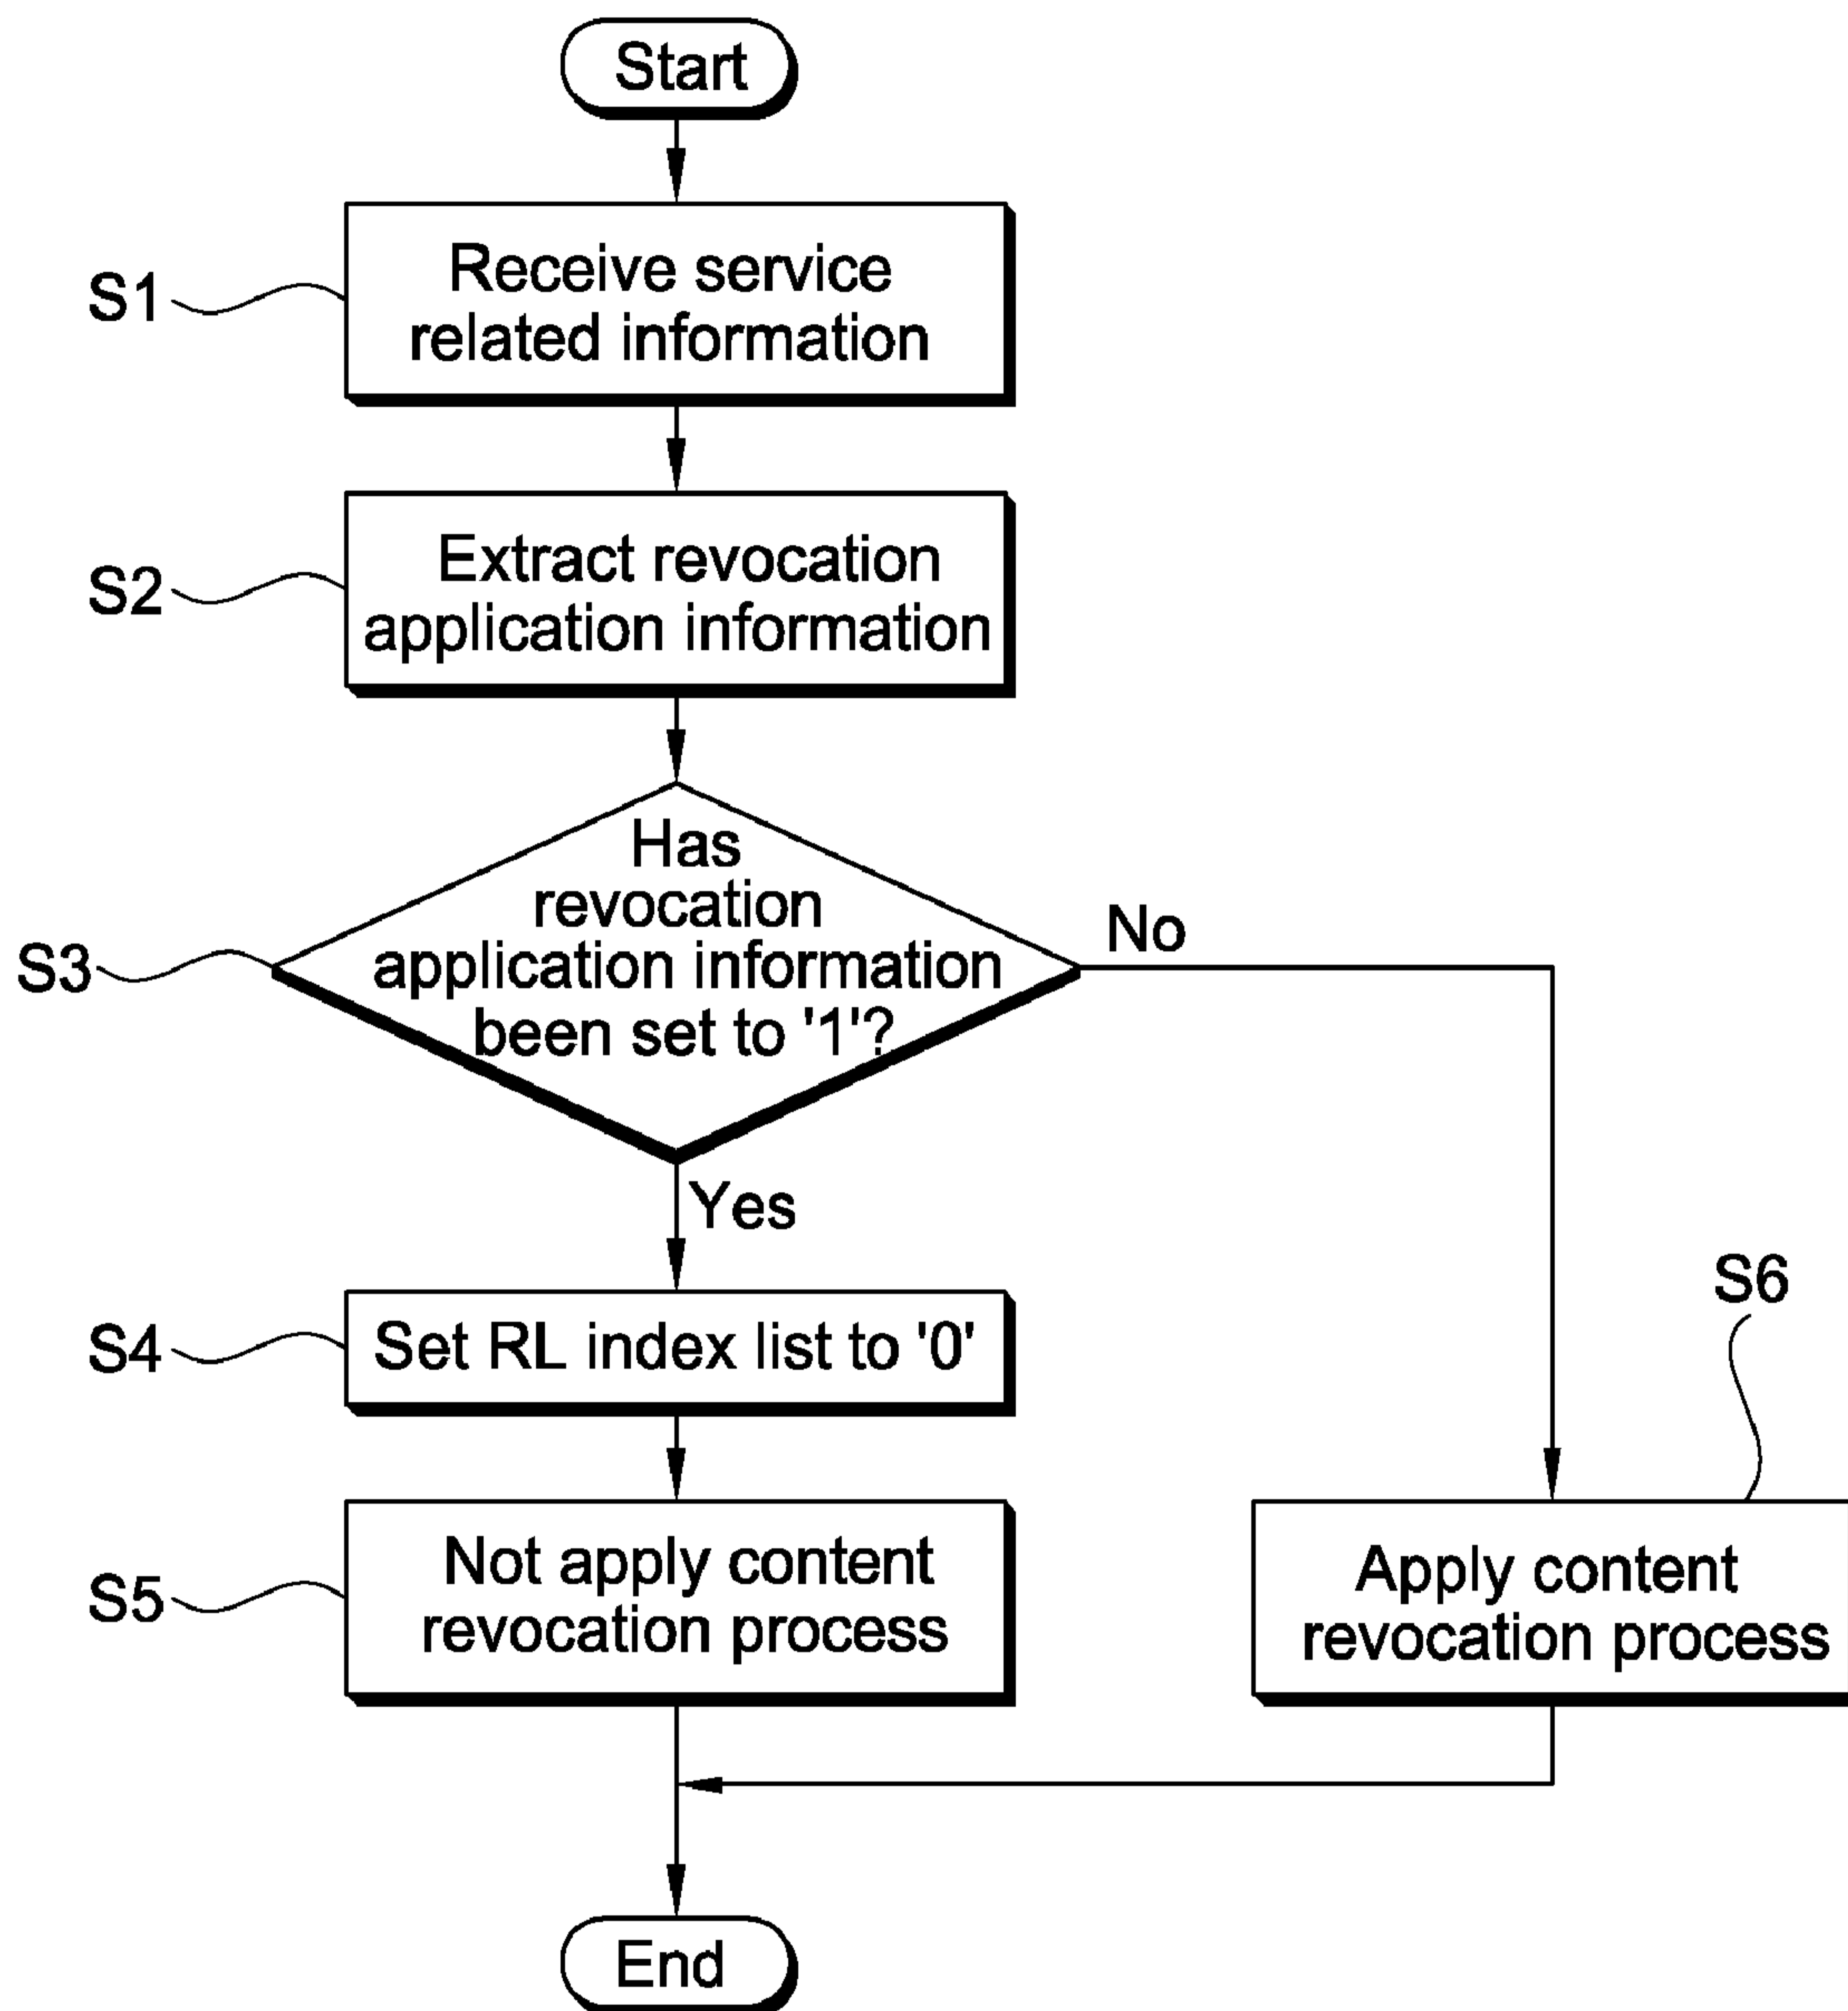 Start
S1
Receive service
related information
S2
Extract revocation
application information
S3
Has
revocation
application information
been set to '1'?
No
Yes
S4
Set RL index list to '0'
S6
S5
Not apply content
revocation process
Apply content
revocation process
End